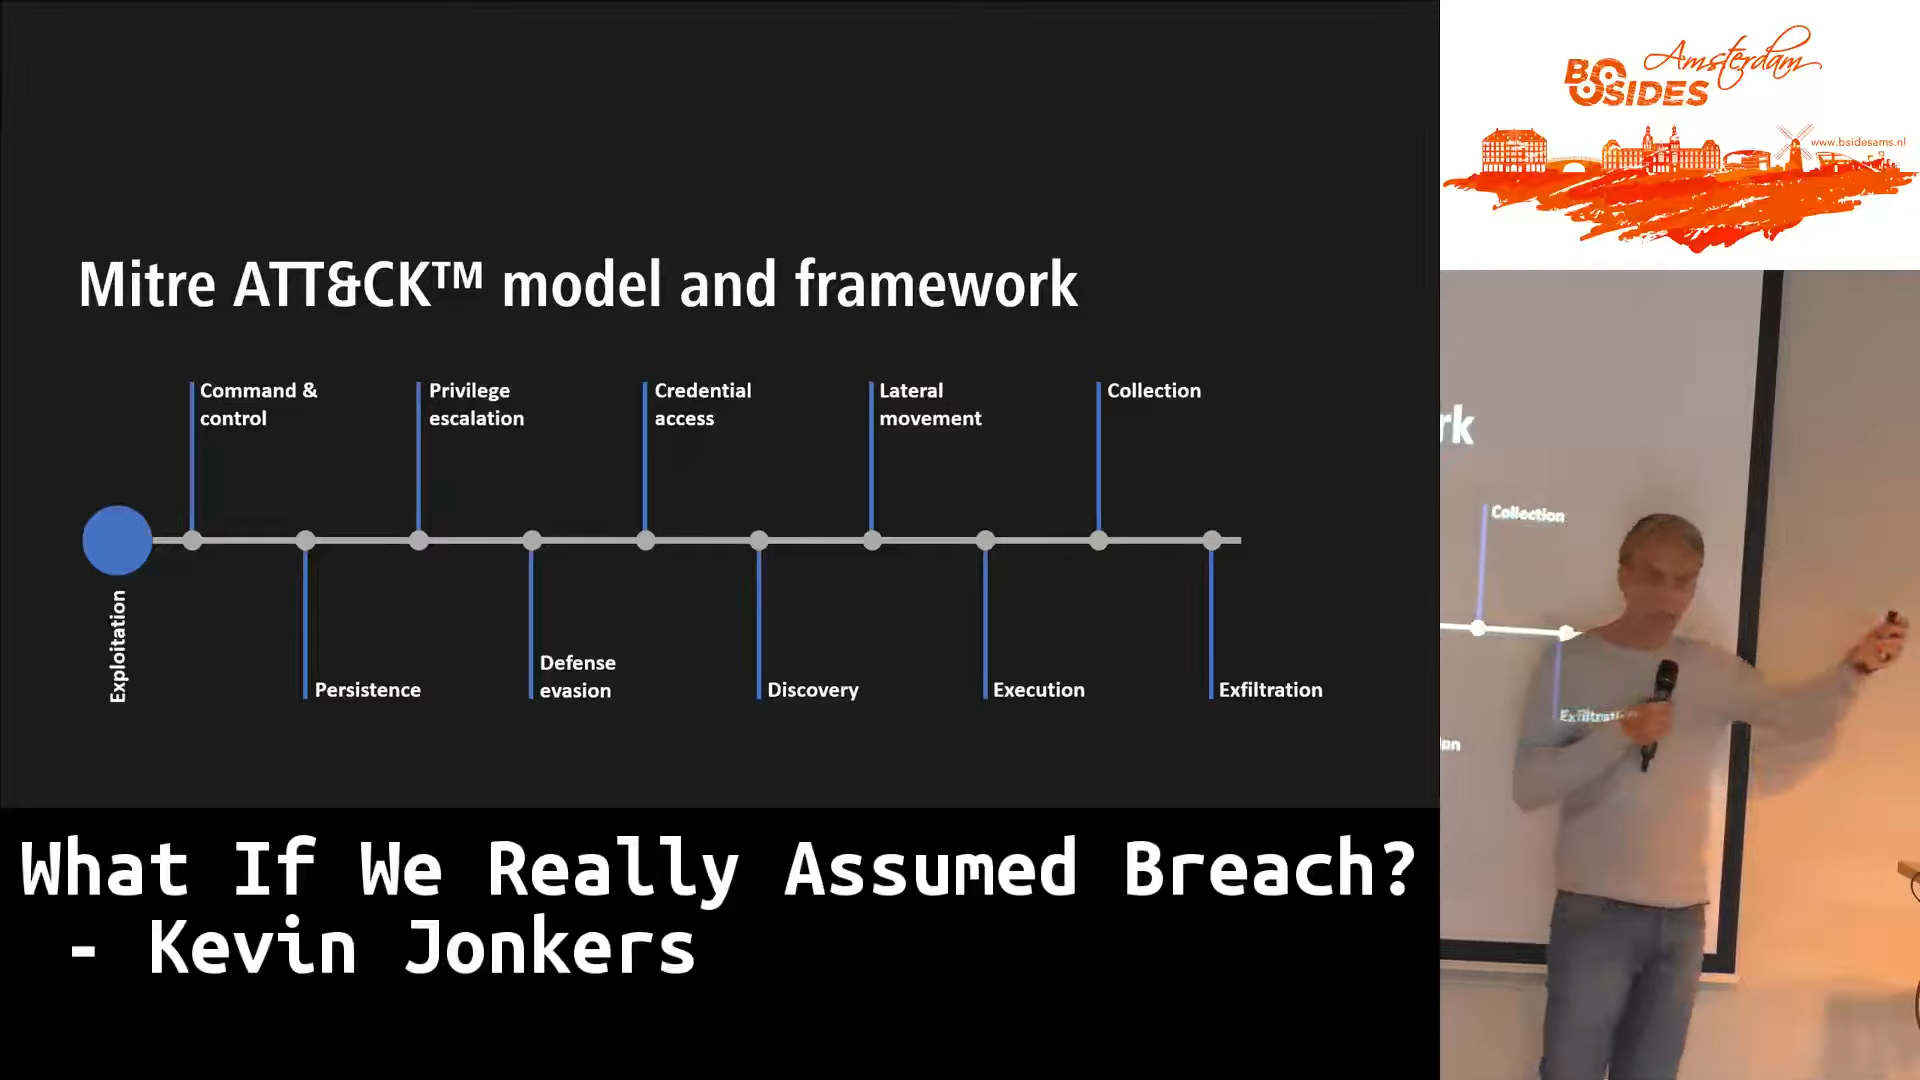 Mitre ATT&CK™ model and framework
Command &
control
Privilege
escalation
Credential
access
Lateral
movement
Collection
Exploitation
Persistence
Defense
evasion
Discovery
Execution
Exfiltration
What If We Really Assumed Breach?
- Kevin Jonkers
Amsterdam
BSIDES
www.bsidesams.nl
rk
Collection